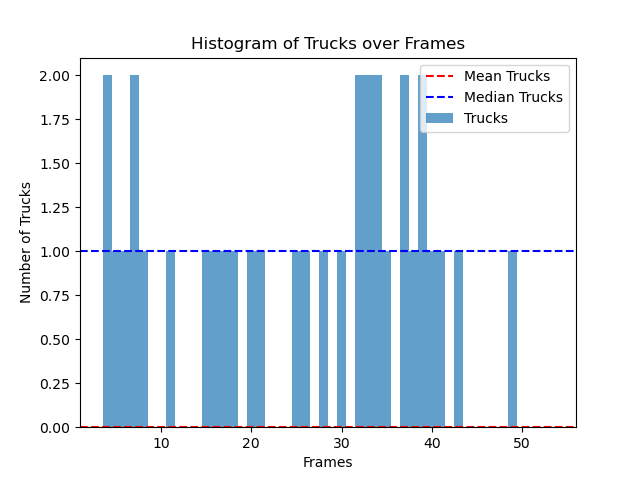 Histogram of Trucks over Frames
Mean Trucks
Median Trucks
Trucks
Number of Trucks
2.00
1.75
1.50
1.25
1.00
0.75
0.50
0.25
0.00
10 20 30 40 50
Frames